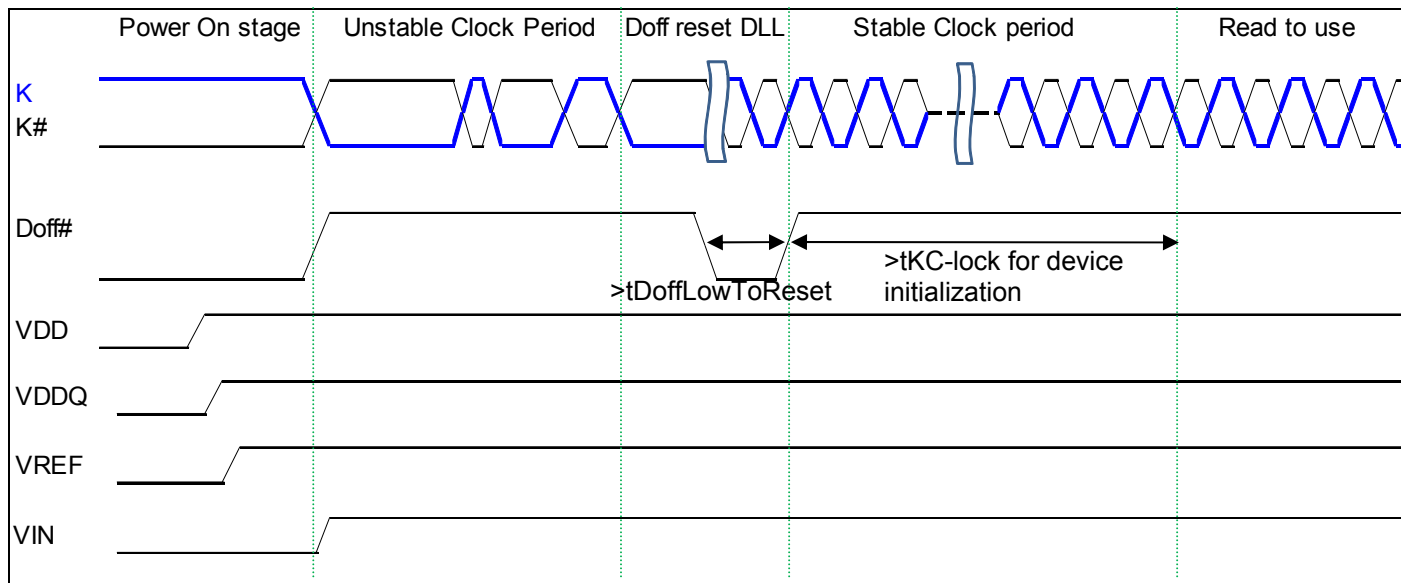 Power On stage
Unstable Clock Period
Doff reset DLL
Stable Clock period
Read to use
K
K#
Doff#
>tDoffLowToReset
>tKC-lock for device
initialization
VDD
VDDQ
VREF
VIN